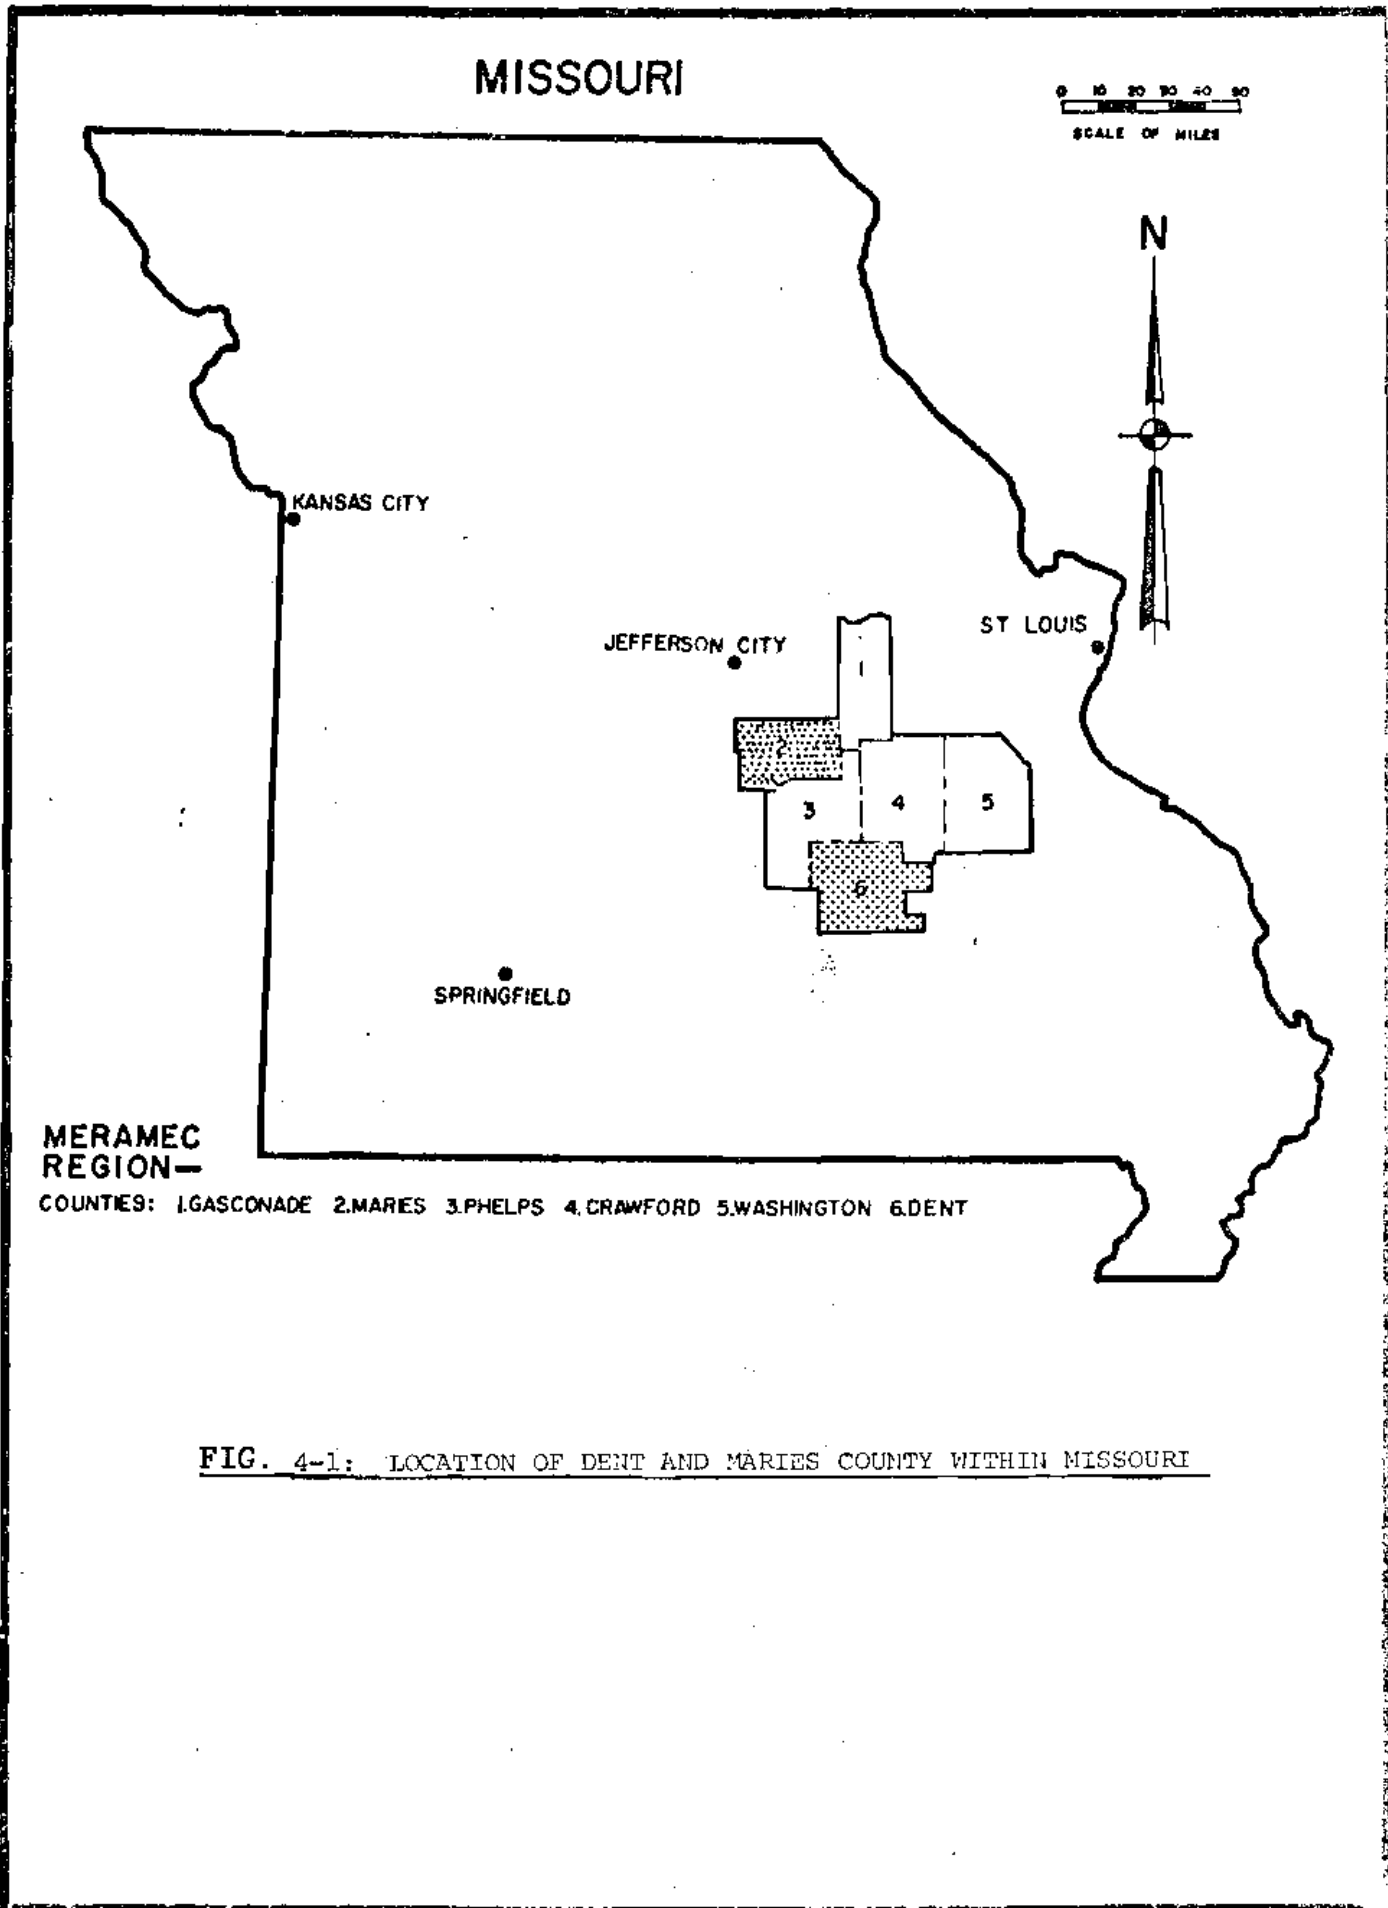 MISSOURI
0 10 20 30 40 50
SCALE OF MILES
N
KANSAS CITY
JEFFERSON CITY
ST LOUIS
1
2
3
4
5
6
SPRINGFIELD
MERAMEC
REGION—
COUNTIES: 1.GASCONADE 2.MARIES 3.PHELPS 4.CRAWFORD 5.WASHINGTON 6.DENT
FIG. 4-1: LOCATION OF DENT AND MARIES COUNTY WITHIN MISSOURI